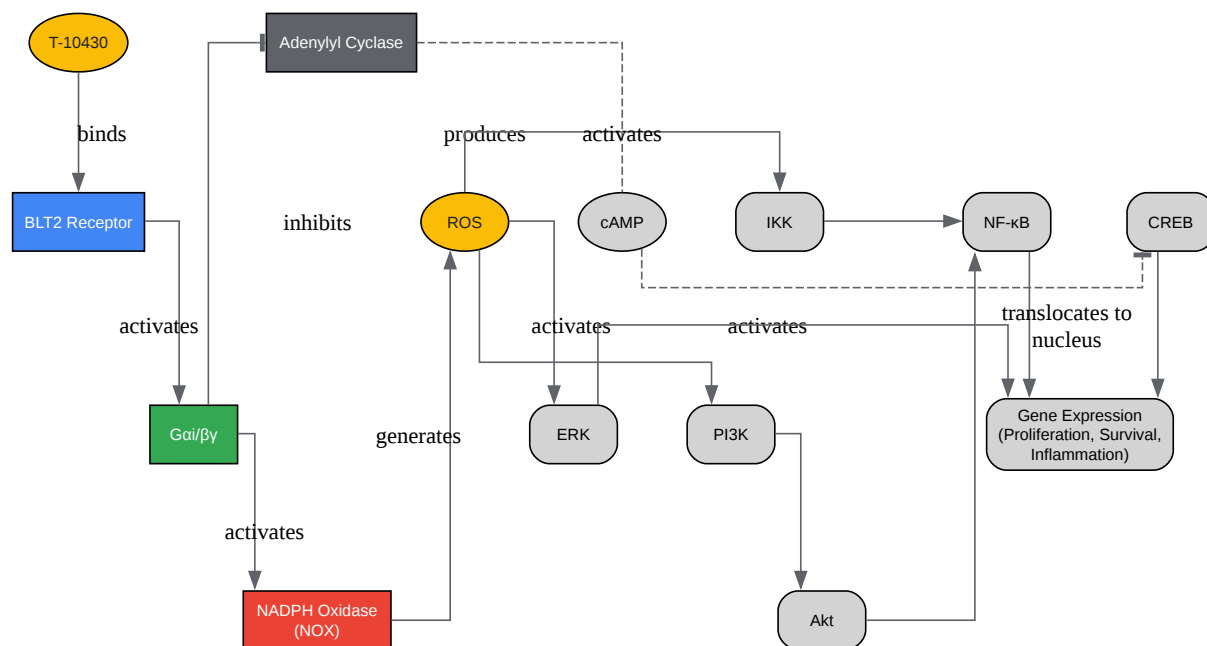 T-10430
Adenylyl Cyclase
binds
produces
activates
BLT2 Receptor
inhibits
ROS
cAMP
IKK
NF-κB
CREB
activates
activates
activates
translocates to
nucleus
Gαi/βγ
generates
ERK
PI3K
Gene Expression
(Proliferation, Survival,
Inflammation)
activates
NADPH Oxidase
(NOX)
Akt